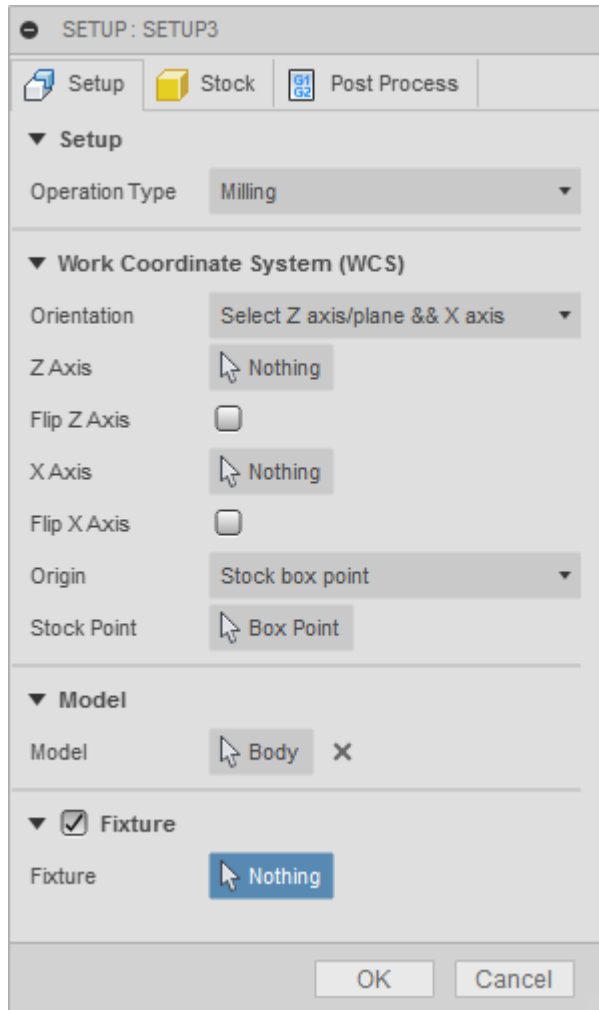 SETUP : SETUP3
Setup Stock G1 G2 Post Process
Setup
Operation Type Milling
Work Coordinate System (WCS)
Orientation Select Z axis/plane && X axis
Z Axis Nothing
Flip Z Axis
X Axis Nothing
Flip X Axis
Origin Stock box point
Stock Point Box Point
Model
Model Body
Fixture
Fixture Nothing
OK Cancel